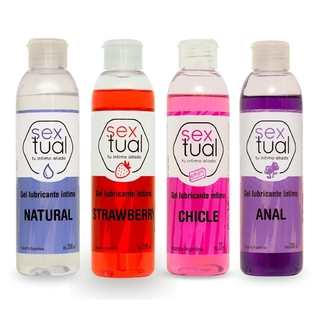 sex
tual
tu íntimo aliado
Gel lubricante íntimo
NATURAL
sex
tual
tu íntimo aliado
Gel lubricante íntimo
STRAWBERRY
sex
tual
tu íntimo aliado
Gel lubricante íntimo
CHICLE
sex
tual
tu íntimo aliado
Gel lubricante íntimo
ANAL